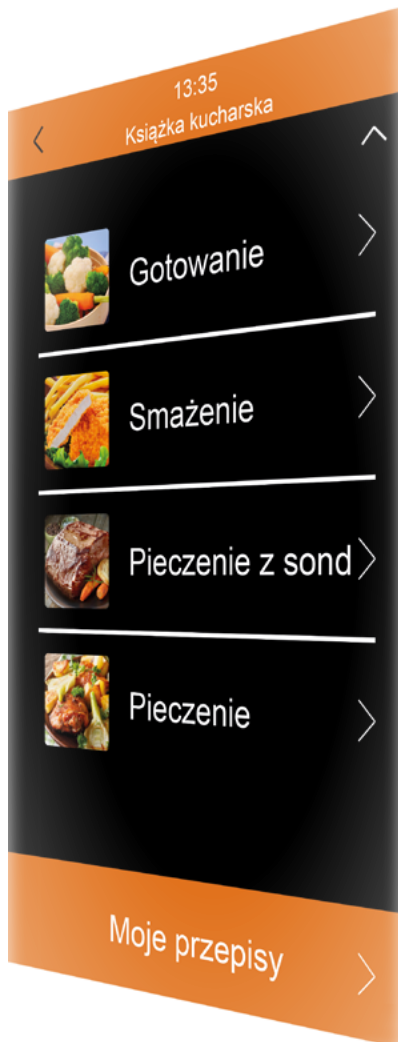 13:35
Książka kucharska
Gotowanie
Smażenie
Pieczenie z sond
Pieczenie
Moje przepisy